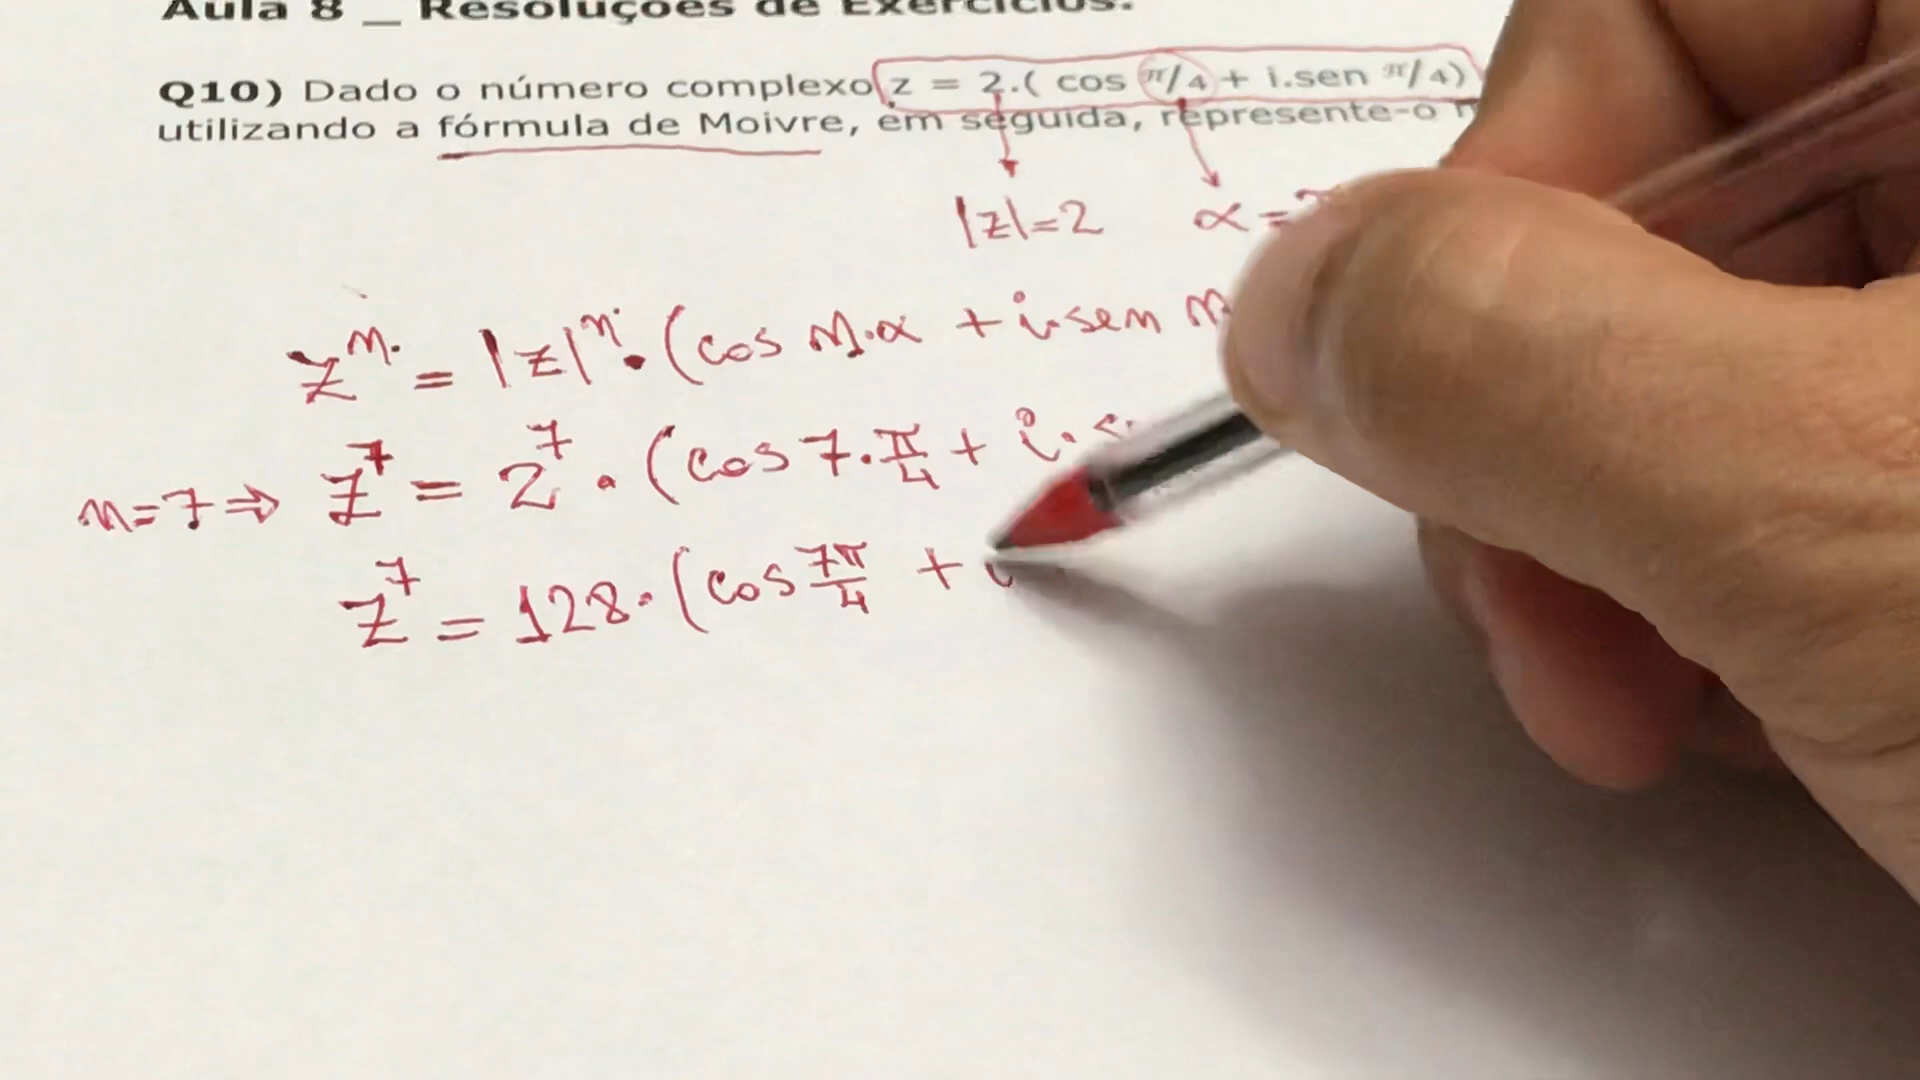 Aula 8 _ Resoluções de Exercícios.
Q10) Dado o número complexo z = 2.( cos π/4 + i.sen π/4)
utilizando a fórmula de Moivre, em seguida, represente-o
|z|=2 α=
zⁿ = |z|ⁿ.(cos n.α + i.sen n
n=7⇒ z⁷ = 2⁷ . (cos 7.π/4 + i.
z⁷ = 128.(cos 7π/4 + i